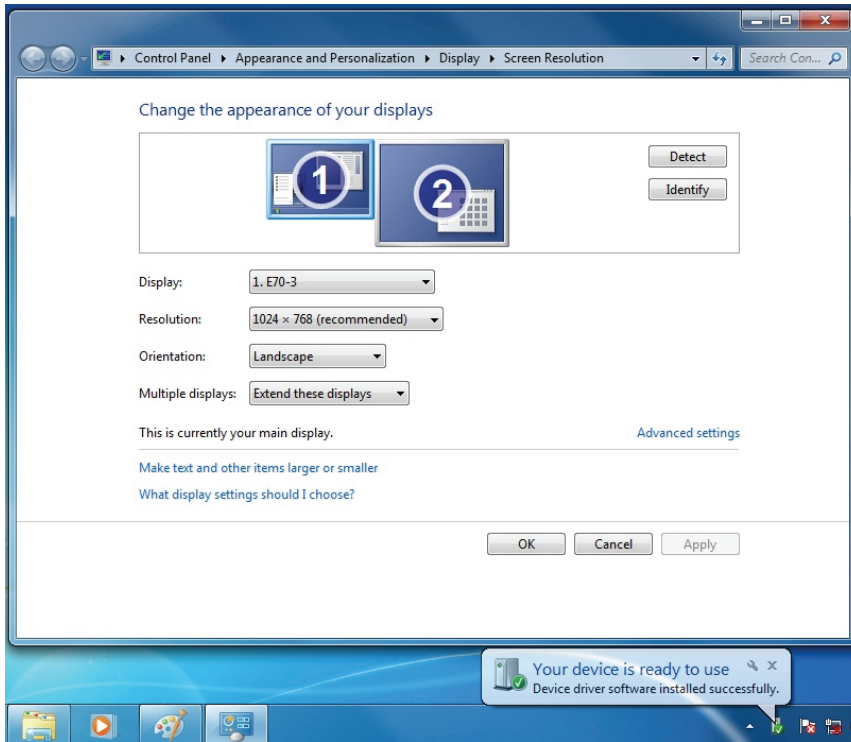 Control Panel Appearance and Personalization Display Screen Resolution Search Con...
Change the appearance of your displays
1 2
Detect
Identify
Display: 1. E70-3
Resolution: 1024 × 768 (recommended)
Orientation: Landscape
Multiple displays: Extend these displays
This is currently your main display. Advanced settings
Make text and other items larger or smaller
What display settings should I choose?
OK Cancel Apply
Your device is ready to use
Device driver software installed successfully.